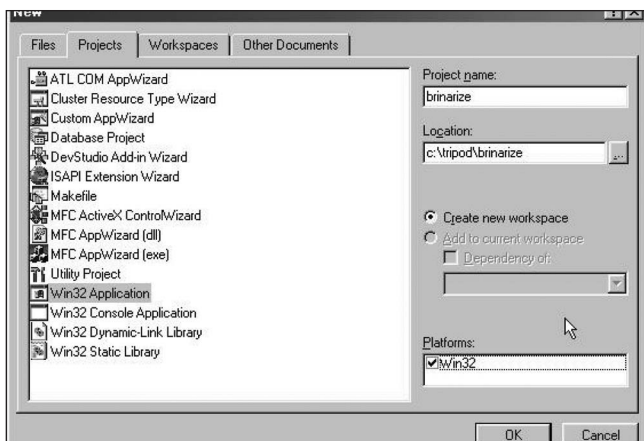 New
Files
Projects
Workspaces
Other Documents
ATL COM AppWizard
Cluster Resource Type Wizard
Custom AppWizard
Database Project
DevStudio Add-in Wizard
ISAPI Extension Wizard
Makefile
MFC ActiveX ControlWizard
MFC AppWizard (dll)
MFC AppWizard (exe)
Utility Project
Win32 Application
Win32 Console Application
Win32 Dynamic-Link Library
Win32 Static Library
Project name:
brinarize
Location:
c:\tripod\brinarize
...
Create new workspace
Add to current workspace
Dependency of:
Platforms:
Win32
OK
Cancel